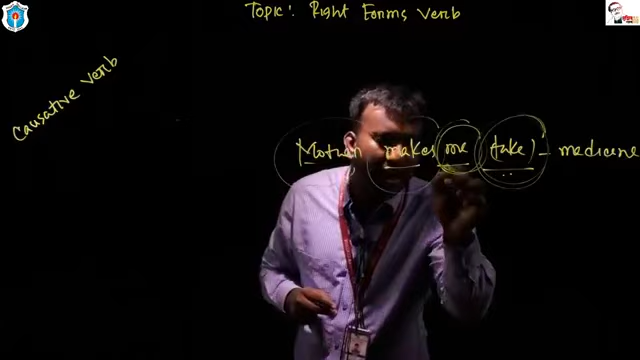 Topic: Right Forms Verb
Causative Verb
Mother makes me (take) - medicine